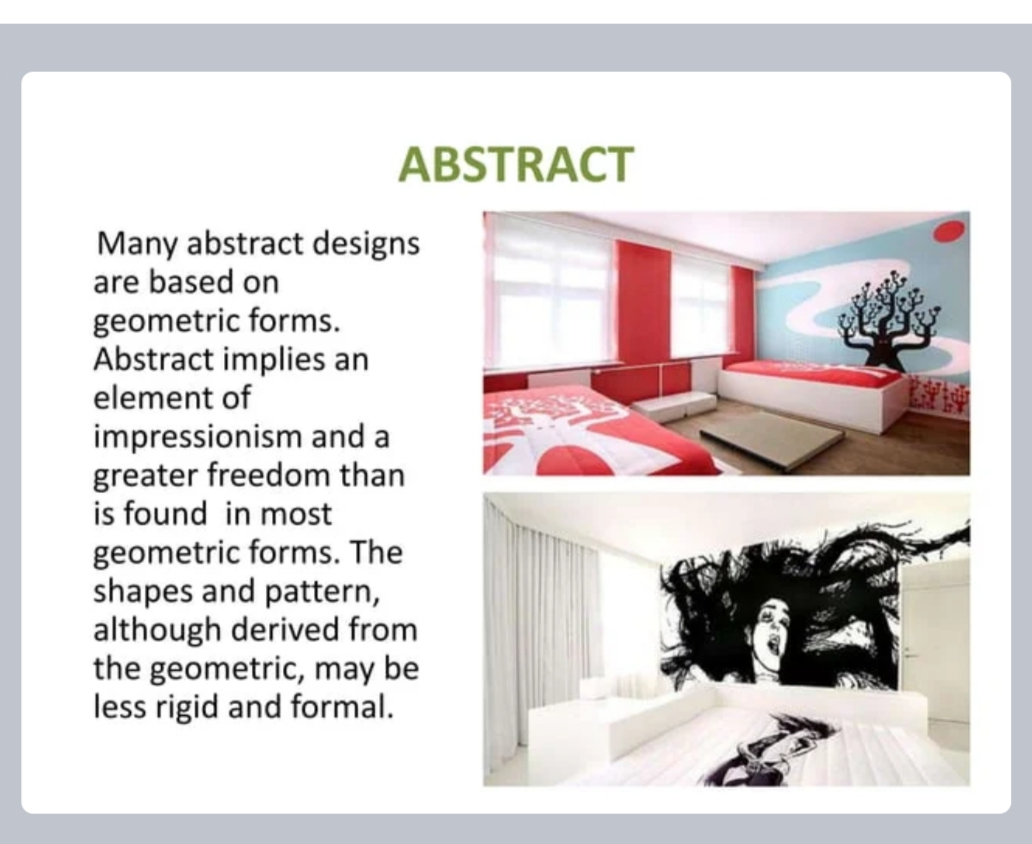 ABSTRACT
Many abstract designs
are based on
geometric forms.
Abstract implies an
element of
impressionism and a
greater freedom than
is found  in most
geometric forms. The
shapes and pattern,
although derived from
the geometric, may be
less rigid and formal.